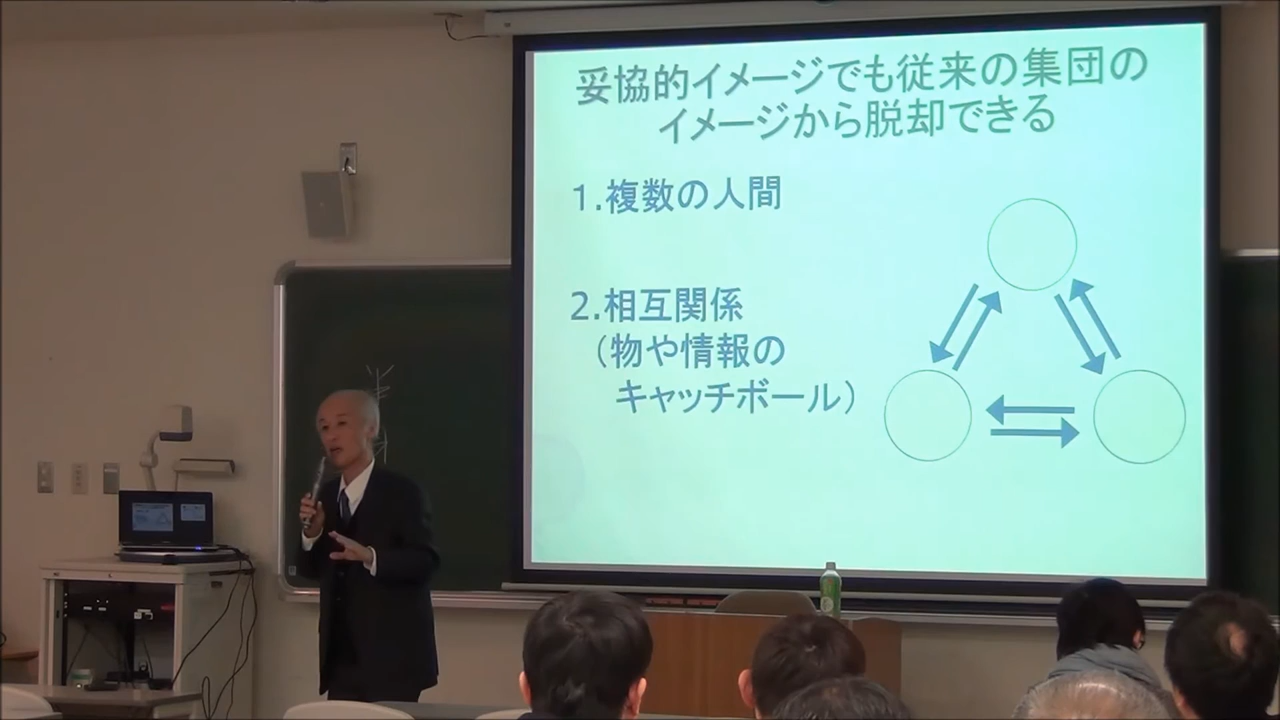 妥協的イメージでも従来の集団の
イメージから脱却できる
１.複数の人間
２.相互関係
（物や情報の
キャッチボール）